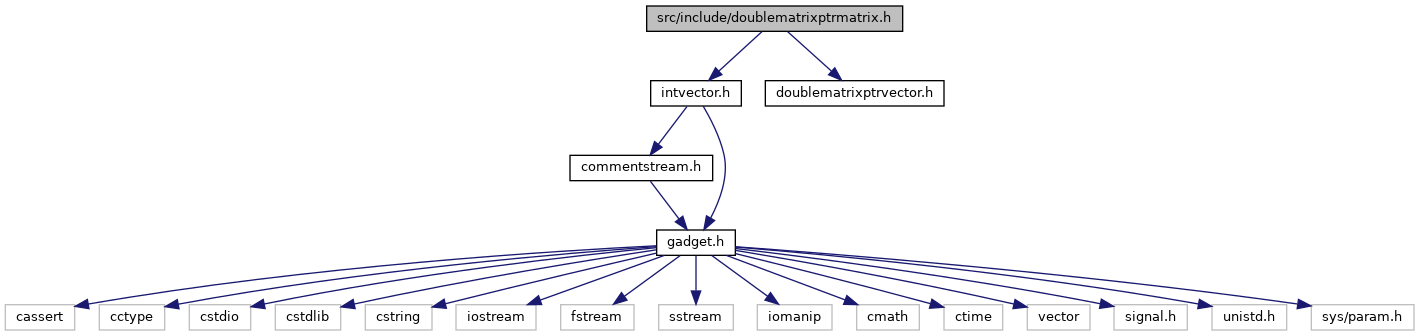 src/include/doublematrixptrmatrix.h
intvector.h
doublematrixptrvector.h
commentstream.h
gadget.h
cassert
cctype
cstdio
cstdlib
cstring
iostream
fstream
sstream
iomanip
cmath
ctime
vector
signal.h
unistd.h
sys/param.h